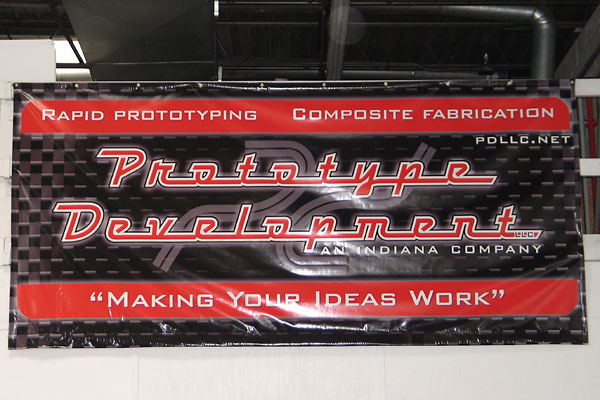 RAPID PROTOTYPING COMPOSITE FABRICATION
PDLLC.NET
Prototype
Development LLC
AN INDIANA COMPANY
"MAKING YOUR IDEAS WORK"